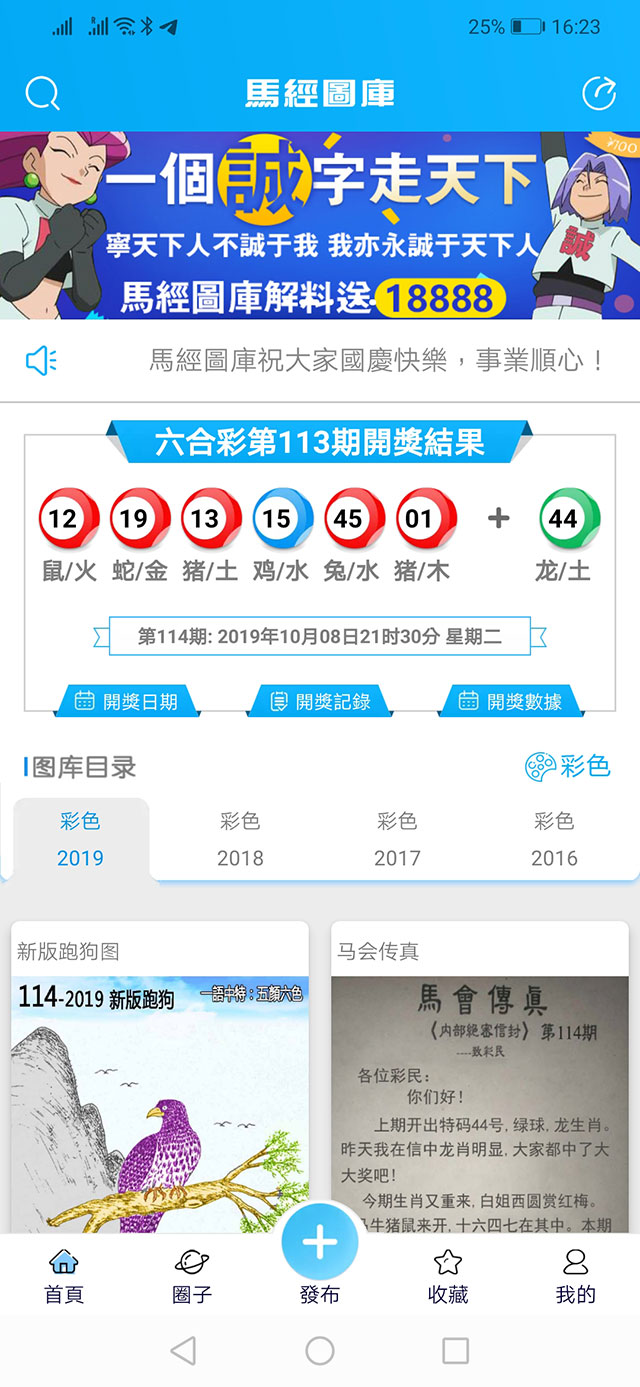 25% 16:23
馬經圖庫
¥100
一個誠字走天下
寧天下人不誠于我 我亦永誠于天下人
誠
馬經圖庫解料送18888
馬經圖庫祝大家國慶快樂，事業順心！
六合彩第113期開獎結果
12 19 13 15 45 01 + 44
鼠/火 蛇/金 猪/土 鸡/水 兔/水 猪/木 龙/土
第114期: 2019年10月08日21时30分 星期二
開獎日期 開獎記錄 開獎數據
图库目录 彩色
彩色 彩色 彩色 彩色
2019 2018 2017 2016
新版跑狗图 马会传真
114-2019 新版跑狗 一語中特：五顏六色
馬會傳眞
《内部絕密信封》 第114期
----致彩民
各位彩民：
你们好！
上期开出特码44号, 绿球, 龙生肖。
昨天我在信中龙肖明显, 大家都中了大
大奖吧！
今期生肖又重来, 白姐西圆赏红梅。
牛猪鼠来开, 十六四七在其中。本期
首頁 圈子 發布 收藏 我的